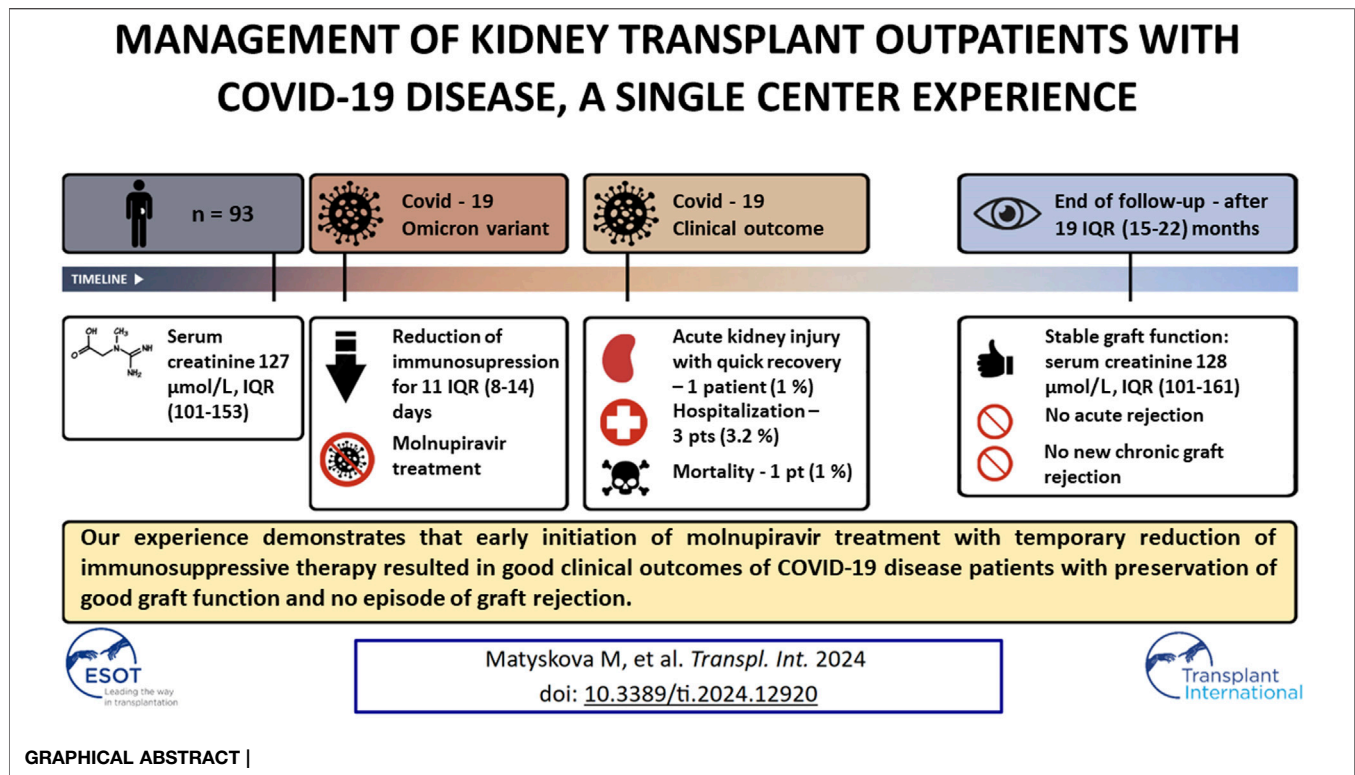 MANAGEMENT OF KIDNEY TRANSPLANT OUTPATIENTS WITH
COVID-19 DISEASE, A SINGLE CENTER EXPERIENCE
n = 93
Covid - 19
Omicron variant
Covid - 19
Clinical outcome
End of follow-up - after
19 IQR (15-22) months
TIMELINE ▶
O
OH
CH₃
N
NH
NH₂
Serum
creatinine 127
µmol/L, IQR
(101-153)
Reduction of
immunosupression
for 11 IQR (8-14)
days
Molnupiravir
treatment
Acute kidney injury
with quick recovery
– 1 patient (1 %)
Hospitalization –
3 pts (3.2 %)
Mortality - 1 pt (1 %)
Stable graft function:
serum creatinine 128
µmol/L, IQR (101-161)
No acute rejection
No new chronic graft
rejection
Our experience demonstrates that early initiation of molnupiravir treatment with temporary reduction of
immunosuppressive therapy resulted in good clinical outcomes of COVID-19 disease patients with preservation of
good graft function and no episode of graft rejection.
ESOT
Leading the way
in transplantation
Matyskova M, et al. Transpl. Int. 2024
doi: 10.3389/ti.2024.12920
Transplant
International
GRAPHICAL ABSTRACT |